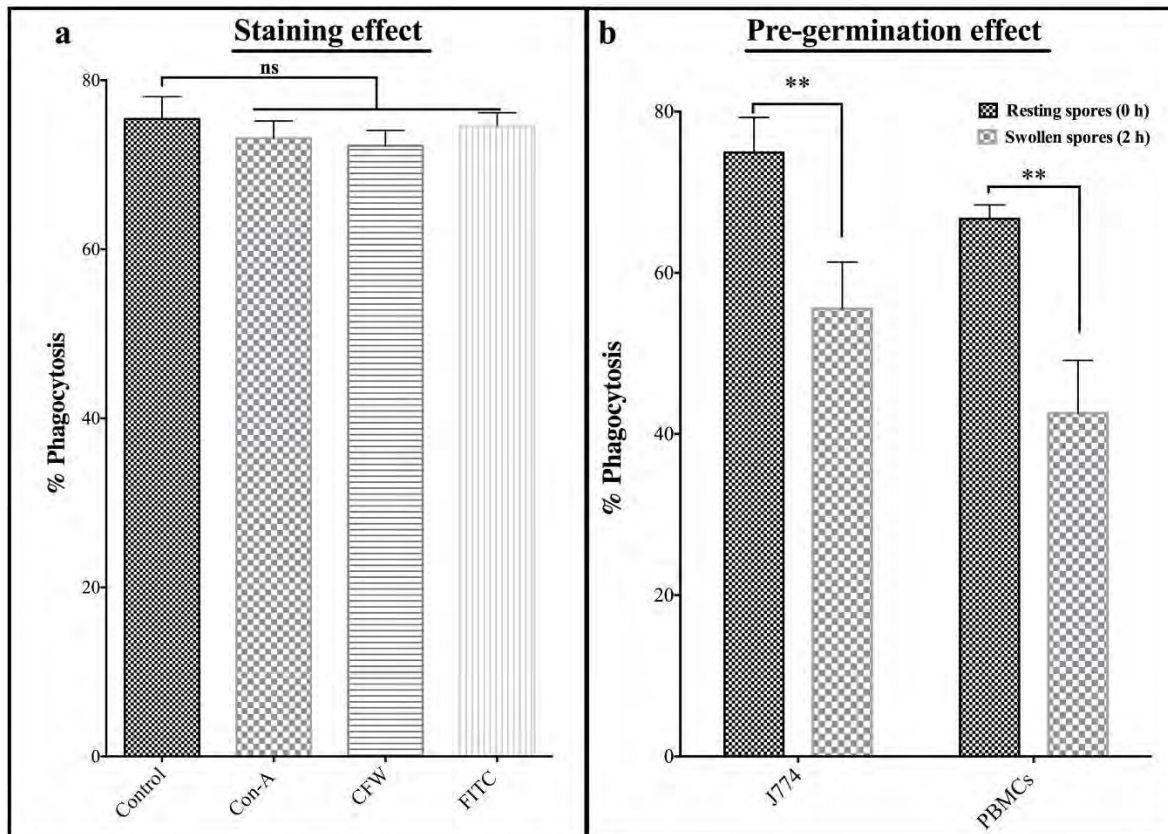 a
Staining effect
ns
80
60
40
20
0
% Phagocytosis
Control
Con-A
CFW
FITC
b
Pre-germination effect
**
**
Resting spores (0 h)
Swollen spores (2 h)
80
60
40
20
0
% Phagocytosis
J774
PBMCs